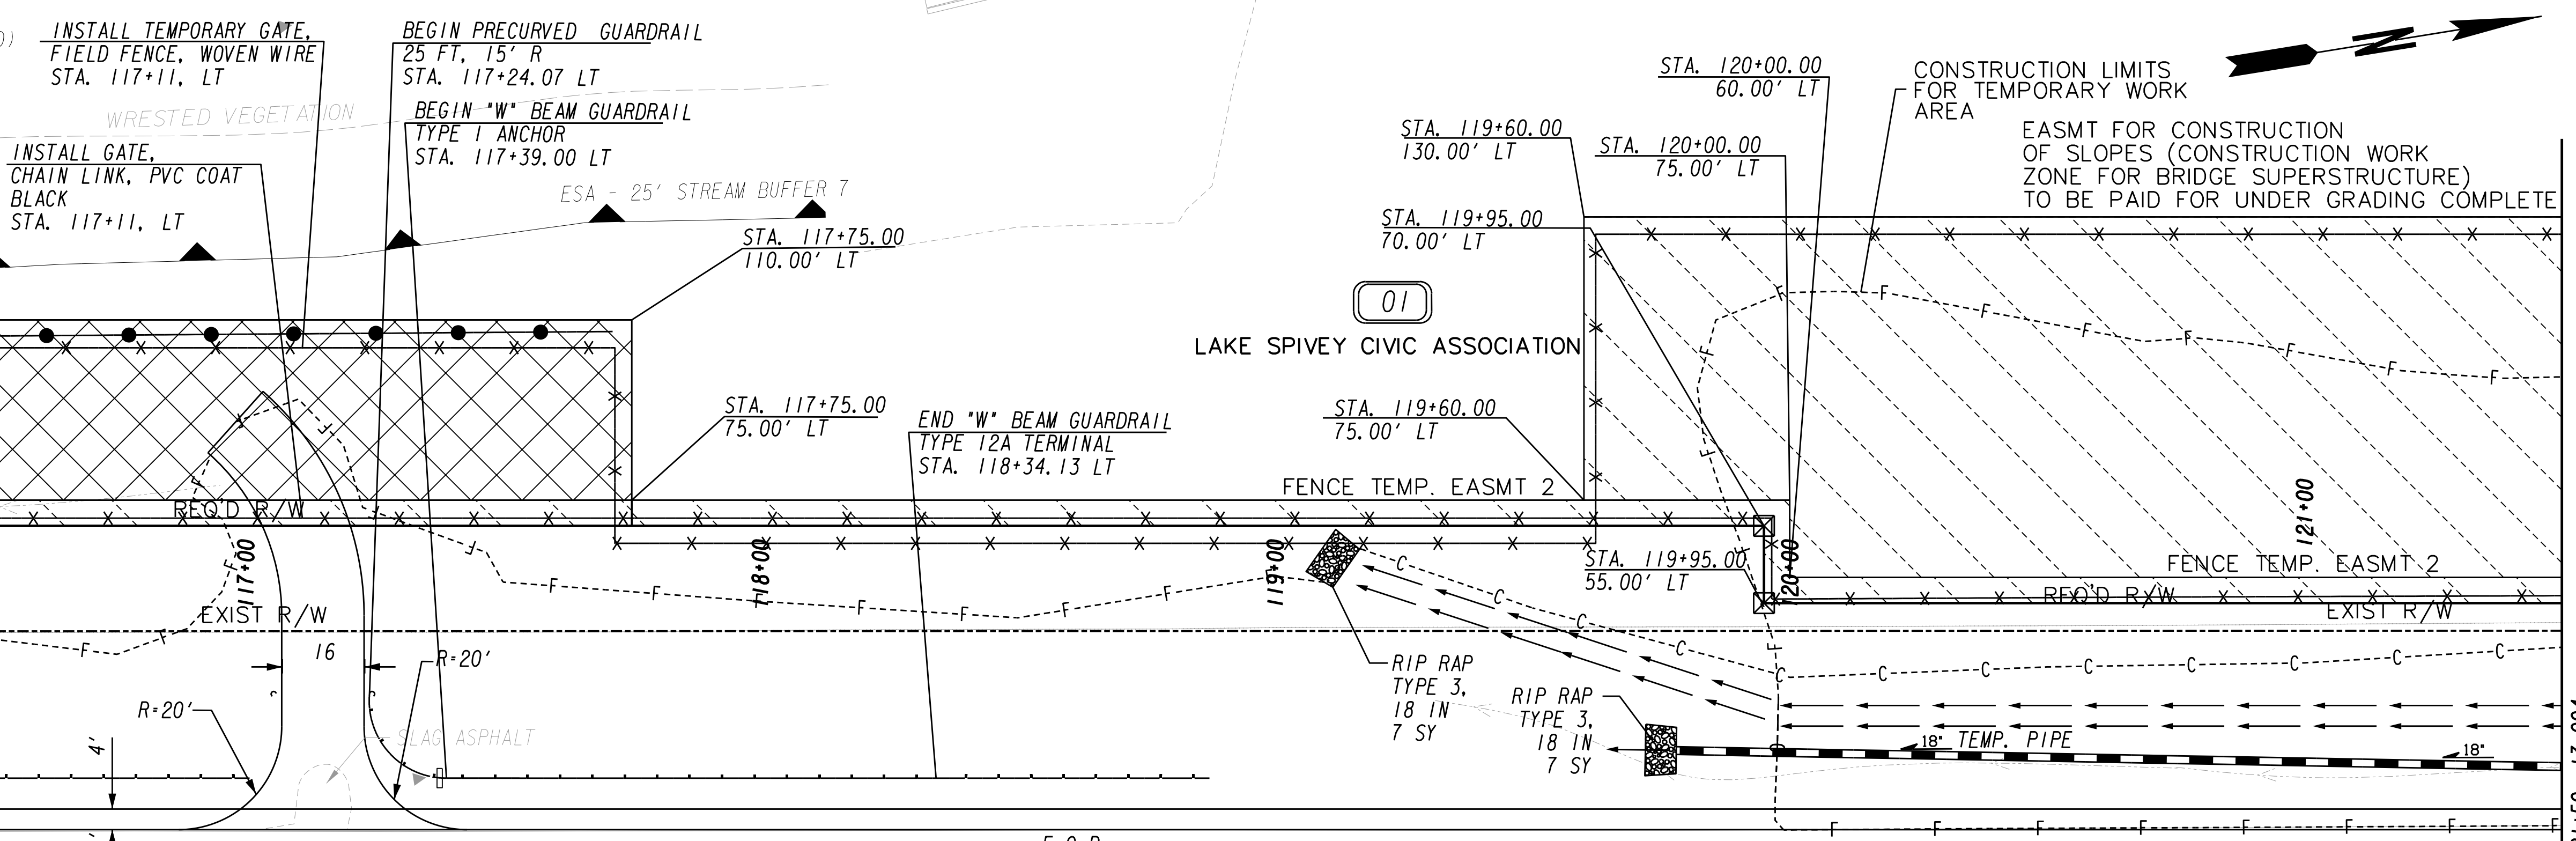 INSTALL TEMPORARY GATE,
FIELD FENCE, WOVEN WIRE
STA. 117+11, LT
BEGIN PRECURVED GUARDRAIL
25 FT, 15' R
STA. 117+24.07 LT
WRESTED VEGETATION
BEGIN "W" BEAM GUARDRAIL
TYPE 1 ANCHOR
STA. 117+39.00 LT
INSTALL GATE,
CHAIN LINK, PVC COAT
BLACK
STA. 117+11, LT
ESA - 25' STREAM BUFFER 7
STA. 117+75.00
110.00' LT
STA. 119+60.00
130.00' LT
STA. 120+00.00
60.00' LT
STA. 120+00.00
75.00' LT
STA. 119+95.00
70.00' LT
N
CONSTRUCTION LIMITS
FOR TEMPORARY WORK
AREA
EASMT FOR CONSTRUCTION
OF SLOPES (CONSTRUCTION WORK
ZONE FOR BRIDGE SUPERSTRUCTURE)
TO BE PAID FOR UNDER GRADING COMPLETE
01
LAKE SPIVEY CIVIC ASSOCIATION
STA. 117+75.00
75.00' LT
END "W" BEAM GUARDRAIL
TYPE 12A TERMINAL
STA. 118+34.13 LT
STA. 119+60.00
75.00' LT
FENCE TEMP. EASMT 2
REQ'D R/W
117+00
118+00
119+00
120+00
121+00
STA. 119+95.00
55.00' LT
FENCE TEMP. EASMT 2
REQ'D R/W
EXIST R/W
EXIST R/W
16
R=20'
R=20'
4'
SLAG ASPHALT
RIP RAP
TYPE 3,
18 IN
7 SY
RIP RAP
TYPE 3,
18 IN
7 SY
18" TEMP. PIPE
18"